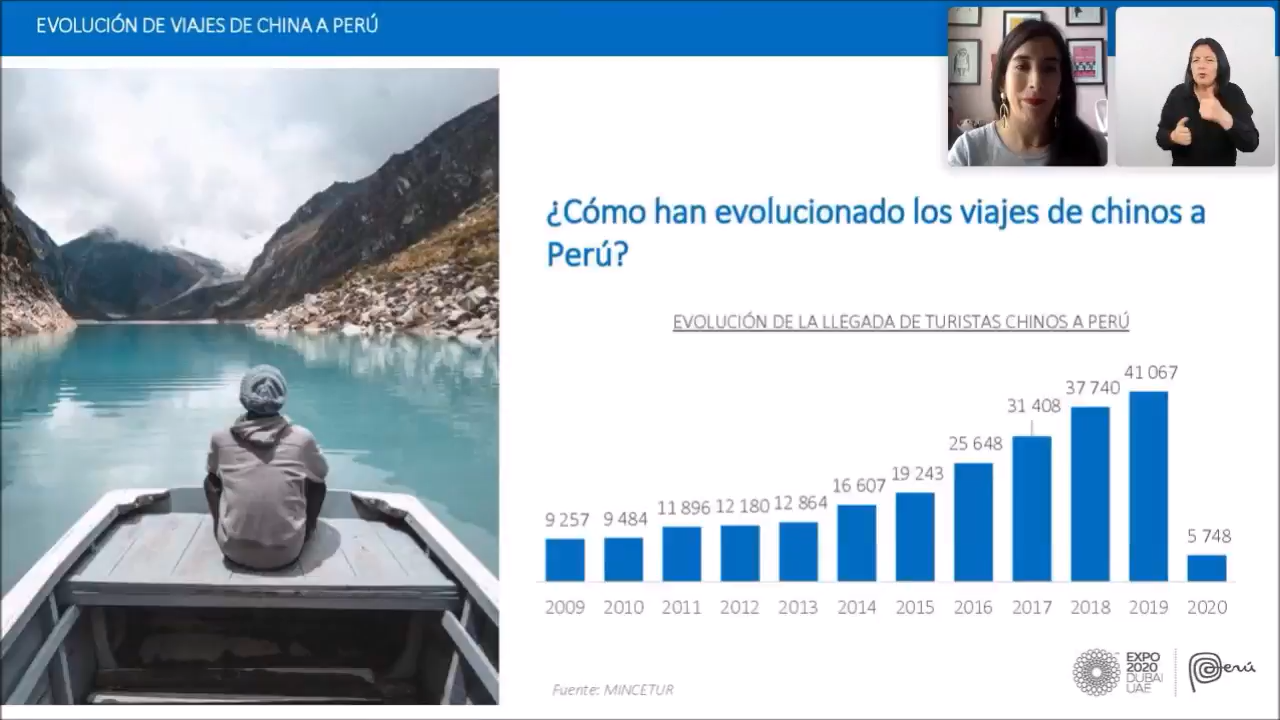 EVOLUCIÓN DE VIAJES DE CHINA A PERÚ
¿Cómo han evolucionado los viajes de chinos a
Perú?
EVOLUCIÓN DE LA LLEGADA DE TURISTAS CHINOS A PERÚ
9 257 9 484 11 896 12 180 12 864 16 607 19 243 25 648 31 408 37 740 41 067 5 748
2009 2010 2011 2012 2013 2014 2015 2016 2017 2018 2019 2020
Fuente: MINCETUR
EXPO
2020
DUBAI
UAE
Perú